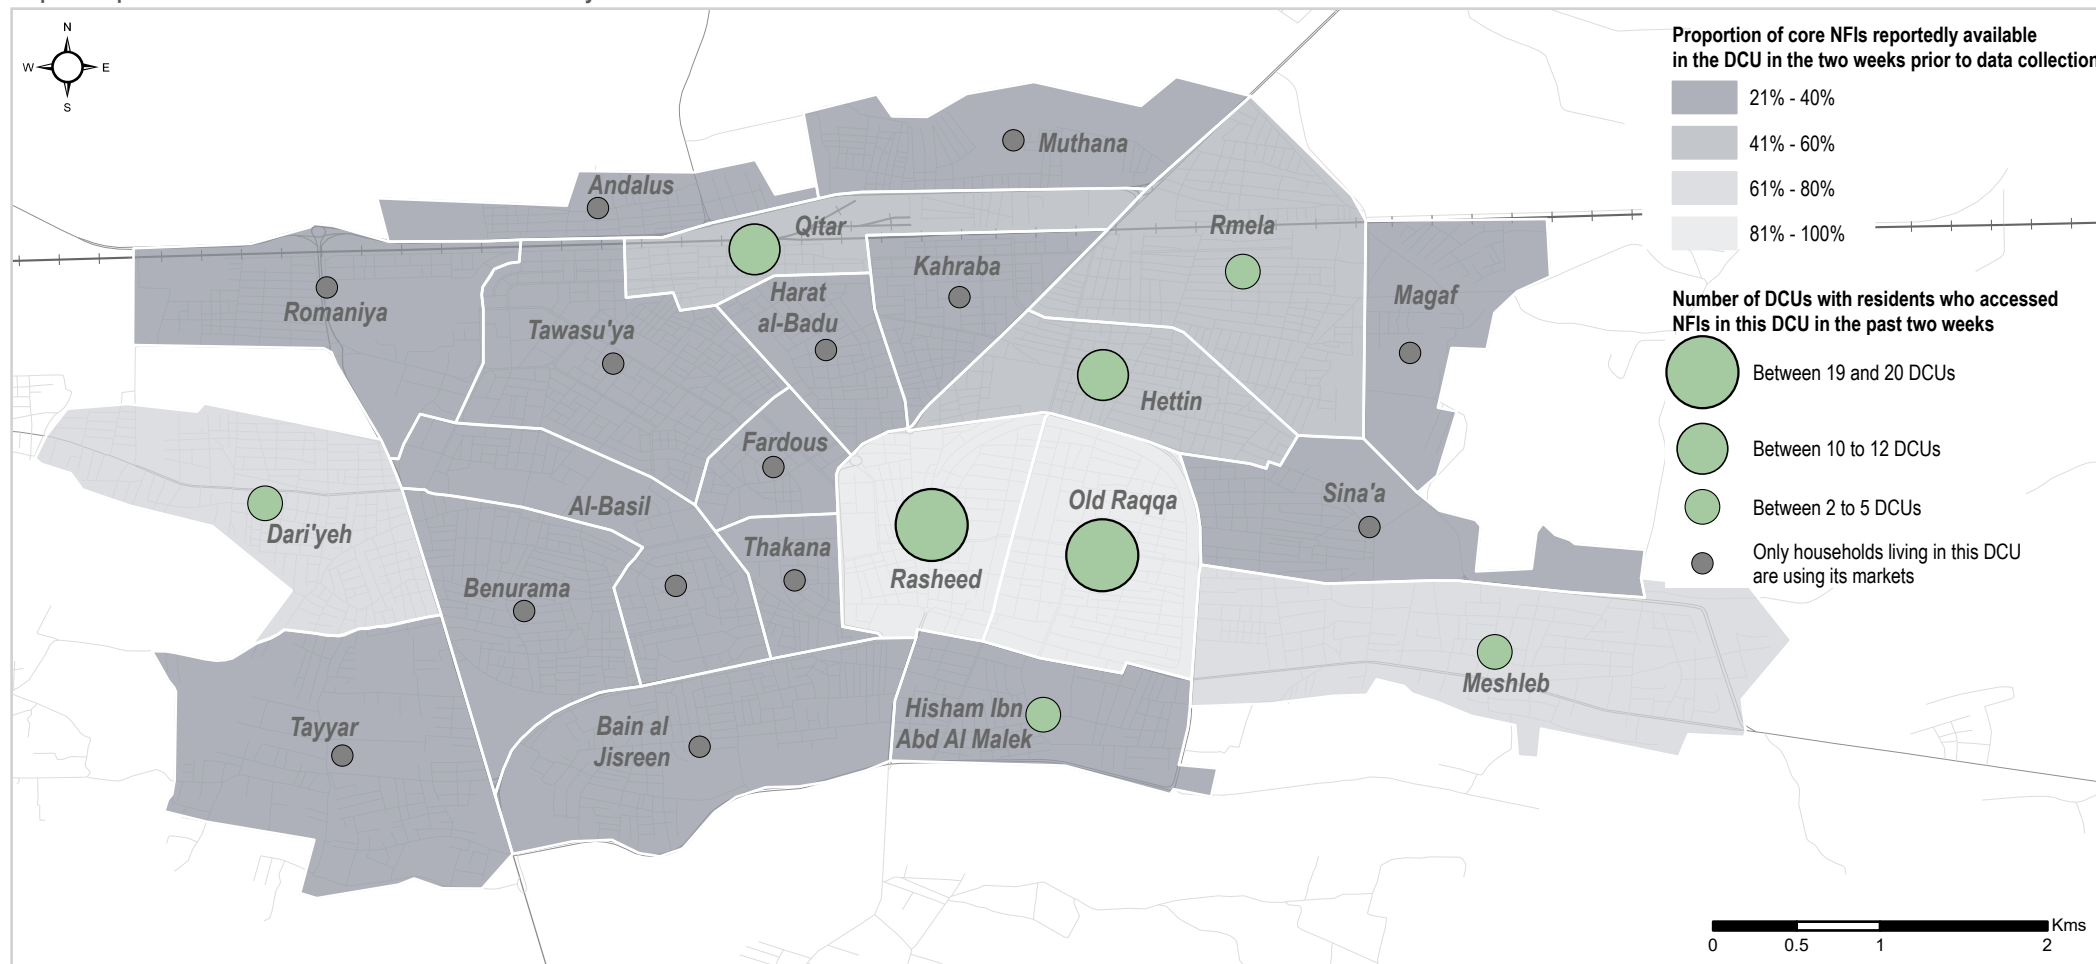 N
W
E
S
Proportion of core NFIs reportedly available
in the DCU in the two weeks prior to data collection
21% - 40%
41% - 60%
61% - 80%
81% - 100%
Number of DCUs with residents who accessed
NFIs in this DCU in the past two weeks
Between 19 and 20 DCUs
Between 10 to 12 DCUs
Between 2 to 5 DCUs
Only households living in this DCU
are using its markets
Muthana
Andalus
Qitar
Rmela
Kahraba
Romaniya
Harat
al-Badu
Magaf
Tawasu'ya
Hettin
Fardous
Sina'a
Old Raqqa
Al-Basil
Dari'yeh
Thakana
Rasheed
Benurama
Meshleb
Tayyar
Bain al
Jisreen
Hisham Ibn
Abd Al Malek
Kms
0 0.5 1 2